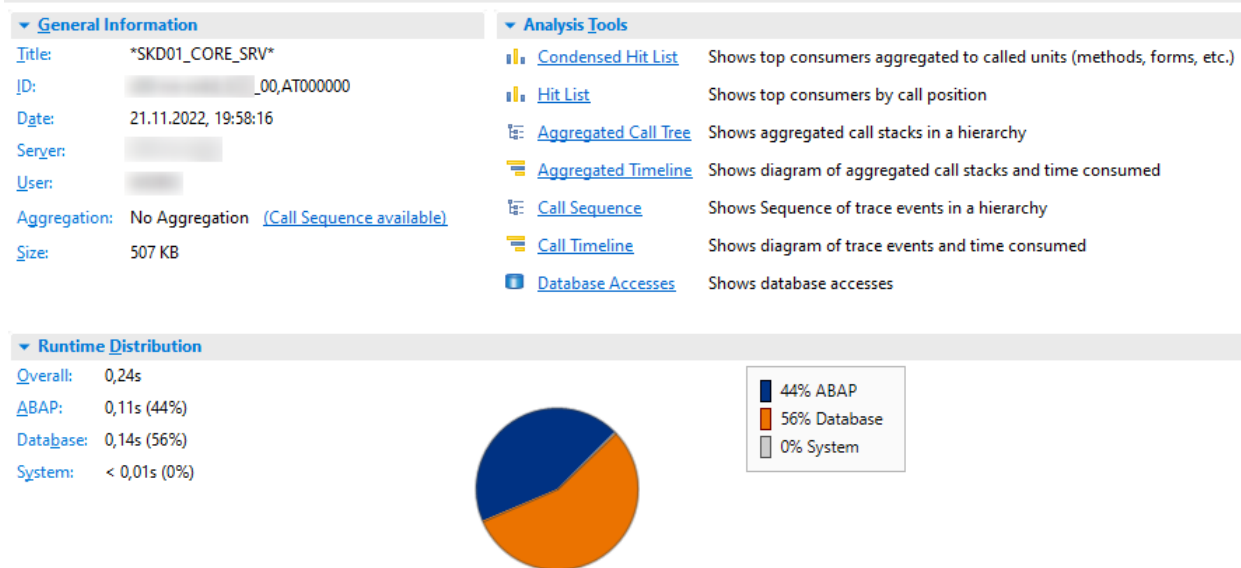 General Information
Title: *SKD01_CORE_SRV*
ID: _00,AT000000
Date: 21.11.2022, 19:58:16
Server:
User:
Aggregation: No Aggregation (Call Sequence available)
Size: 507 KB
Analysis Tools
Condensed Hit List Shows top consumers aggregated to called units (methods, forms, etc.)
Hit List Shows top consumers by call position
Aggregated Call Tree Shows aggregated call stacks in a hierarchy
Aggregated Timeline Shows diagram of aggregated call stacks and time consumed
Call Sequence Shows Sequence of trace events in a hierarchy
Call Timeline Shows diagram of trace events and time consumed
Database Accesses Shows database accesses
Runtime Distribution
Overall: 0,24s
ABAP: 0,11s (44%)
Database: 0,14s (56%)
System: < 0,01s (0%)
44% ABAP
56% Database
0% System